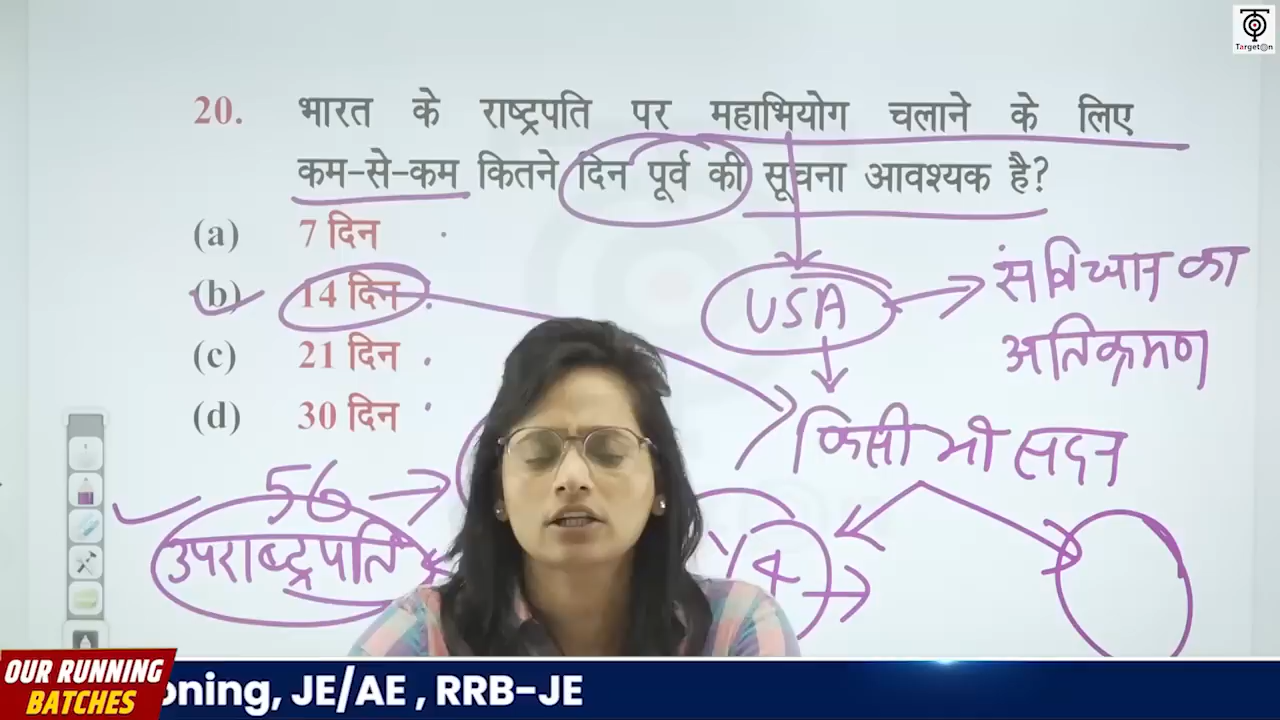 Target@n
20. भारत के राष्ट्रपति पर महाभियोग चलाने के लिए
कम-से-कम कितने दिन पूर्व की सूचना आवश्यक है?
(a) 7 दिन
(b) 14 दिन
(c) 21 दिन
(d) 30 दिन
USA
संविधान का
अतिक्रमण
किसी भी सदन
56
उपराष्ट्रपति
OUR RUNNING
BATCHES
oning, JE/AE , RRB-JE